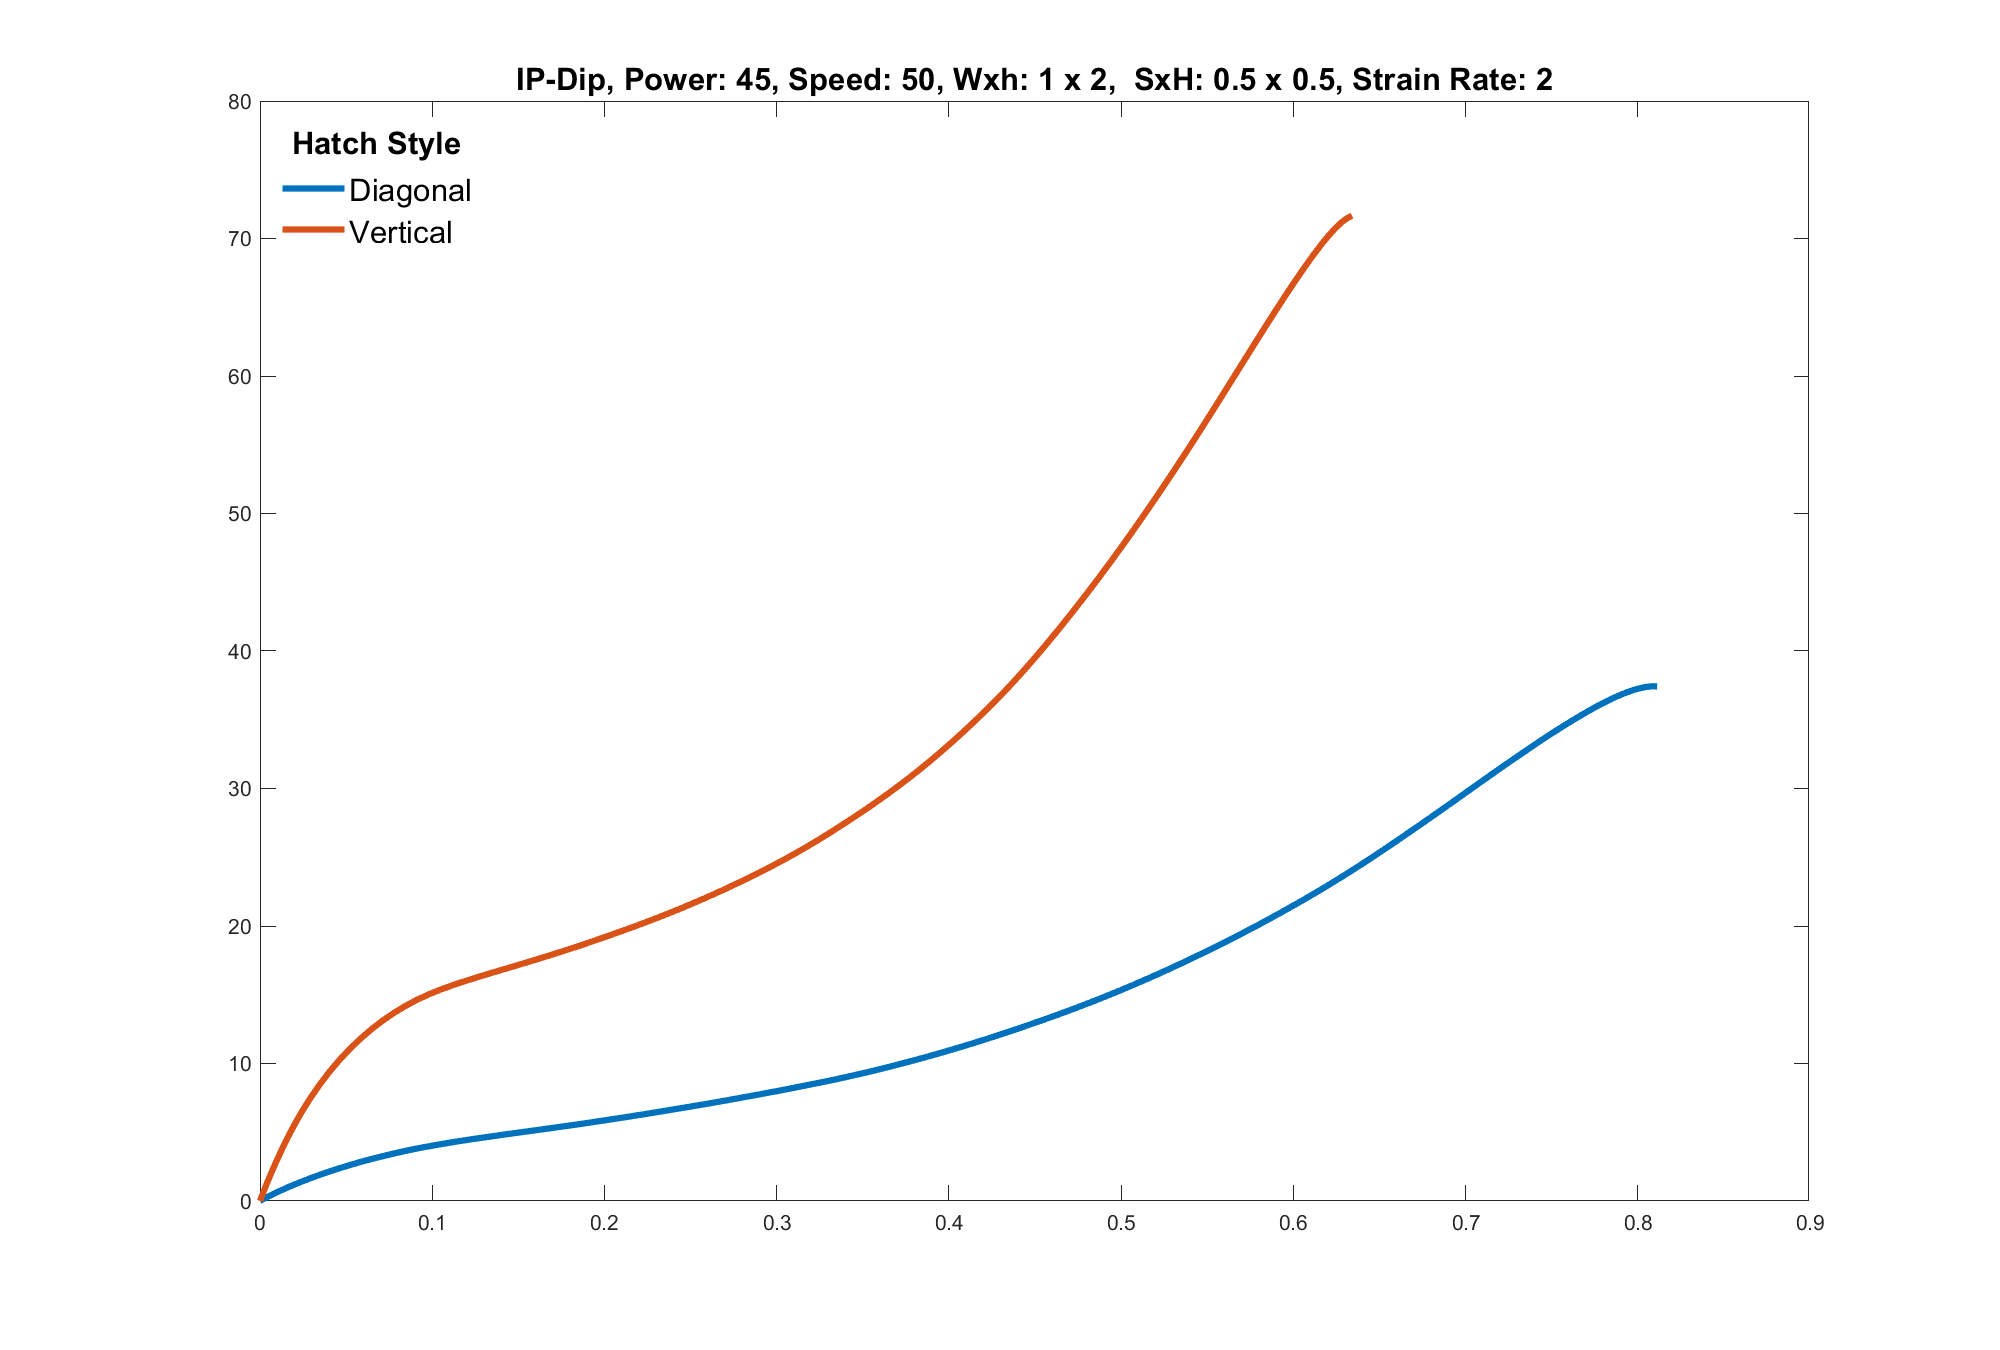 IP-Dip, Power: 45, Speed: 50, Wxh: 1 x 2,  SxH: 0.5 x 0.5, Strain Rate: 2
80
Hatch Style
Diagonal
Vertical
70
60
50
40
30
20
10
0
0 0.1 0.2 0.3 0.4 0.5 0.6 0.7 0.8 0.9